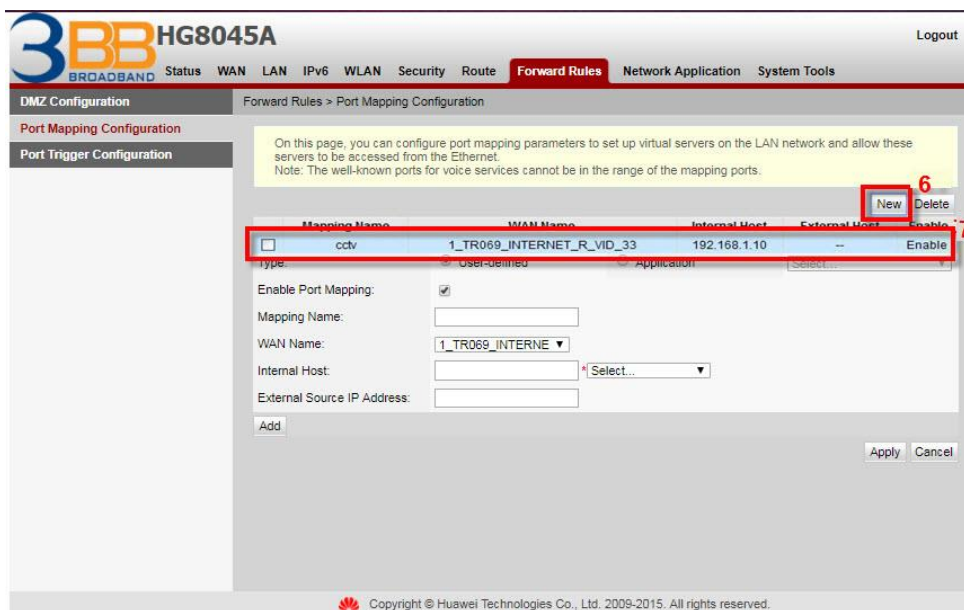 3BB HG8045A
Logout
BROADBAND
Status WAN LAN IPv6 WLAN Security Route Forward Rules Network Application System Tools
DMZ Configuration
Forward Rules > Port Mapping Configuration
Port Mapping Configuration
Port Trigger Configuration
On this page, you can configure port mapping parameters to set up virtual servers on the LAN network and allow these
servers to be accessed from the Ethernet.
Note: The well-known ports for voice services cannot be in the range of the mapping ports.
6
New Delete
Mapping Name WAN Name Internal Host External Host Enable
7
cctv 1_TR069_INTERNET_R_VID_33 192.168.1.10 -- Enable
Type: User-defined Application Select...
Enable Port Mapping:
Mapping Name:
WAN Name: 1_TR069_INTERNE
Internal Host: * Select...
External Source IP Address:
Add
Apply Cancel
Copyright © Huawei Technologies Co., Ltd. 2009-2015. All rights reserved.